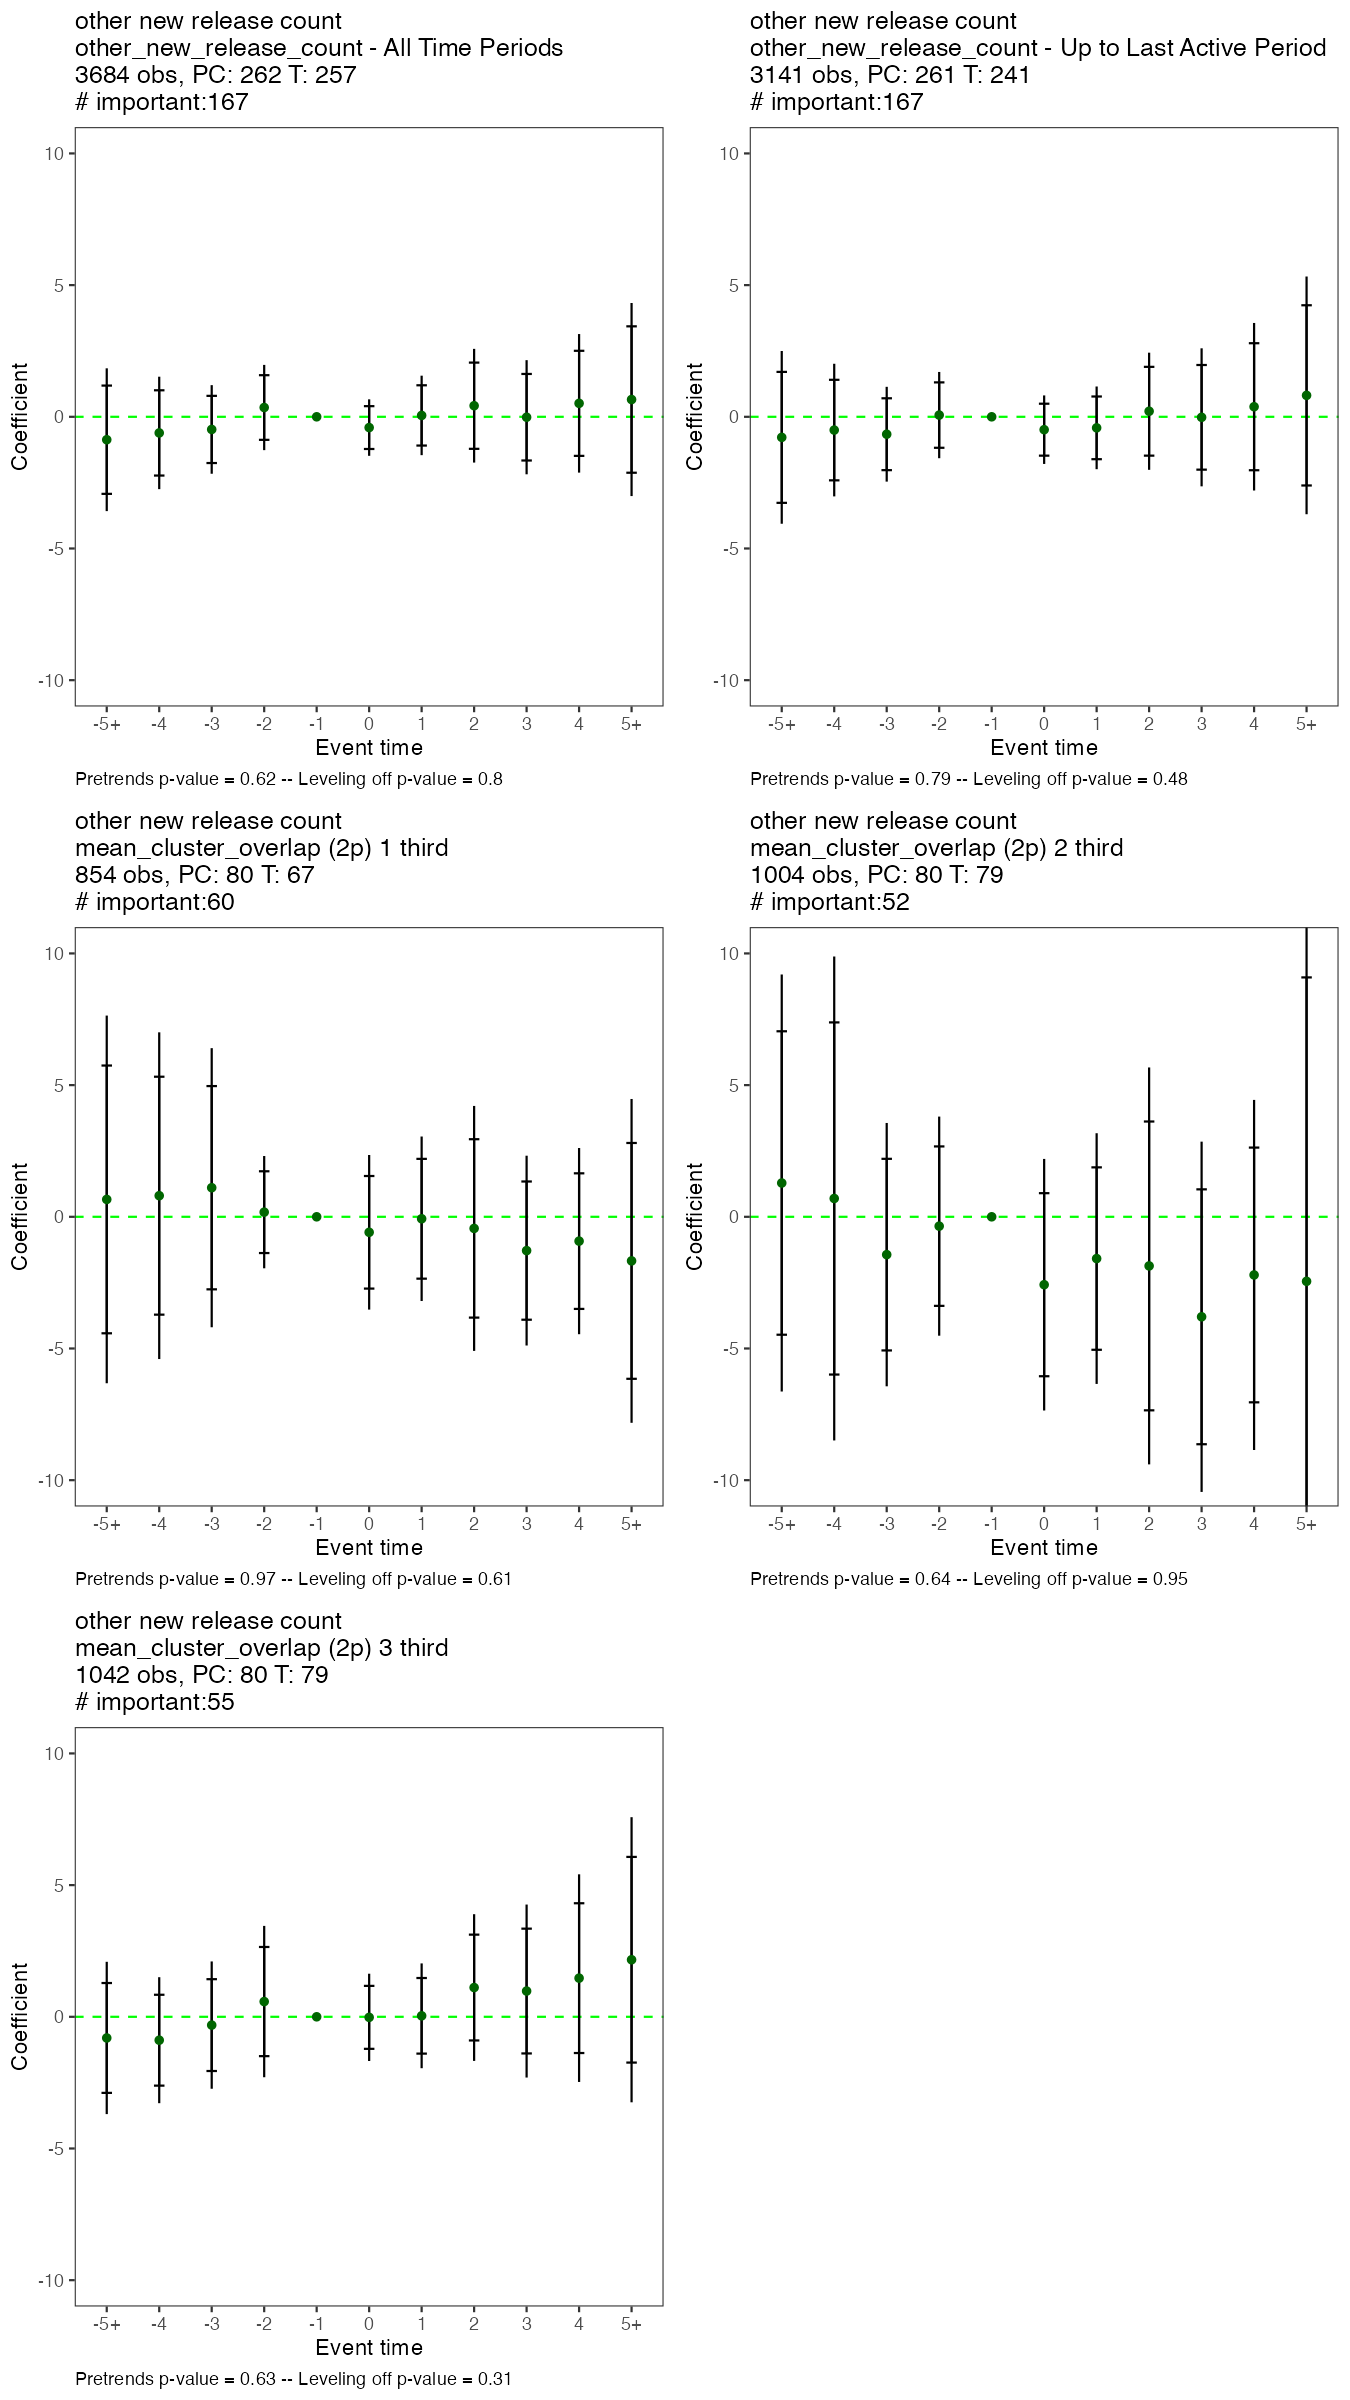 other new release count
other_new_release_count - All Time Periods
3684 obs, PC: 262 T: 257
# important:167
10
5
0
-5
-10
Coefficient
-5+ -4 -3 -2 -1 0 1 2 3 4 5+
Event time
Pretrends p-value = 0.62 -- Leveling off p-value = 0.8
other new release count
other_new_release_count - Up to Last Active Period
3141 obs, PC: 261 T: 241
# important:167
10
5
0
-5
-10
Coefficient
-5+ -4 -3 -2 -1 0 1 2 3 4 5+
Event time
Pretrends p-value = 0.79 -- Leveling off p-value = 0.48
other new release count
mean_cluster_overlap (2p) 1 third
854 obs, PC: 80 T: 67
# important:60
10
5
0
-5
-10
Coefficient
-5+ -4 -3 -2 -1 0 1 2 3 4 5+
Event time
Pretrends p-value = 0.97 -- Leveling off p-value = 0.61
other new release count
mean_cluster_overlap (2p) 2 third
1004 obs, PC: 80 T: 79
# important:52
10
5
0
-5
-10
Coefficient
-5+ -4 -3 -2 -1 0 1 2 3 4 5+
Event time
Pretrends p-value = 0.64 -- Leveling off p-value = 0.95
other new release count
mean_cluster_overlap (2p) 3 third
1042 obs, PC: 80 T: 79
# important:55
10
5
0
-5
-10
Coefficient
-5+ -4 -3 -2 -1 0 1 2 3 4 5+
Event time
Pretrends p-value = 0.63 -- Leveling off p-value = 0.31